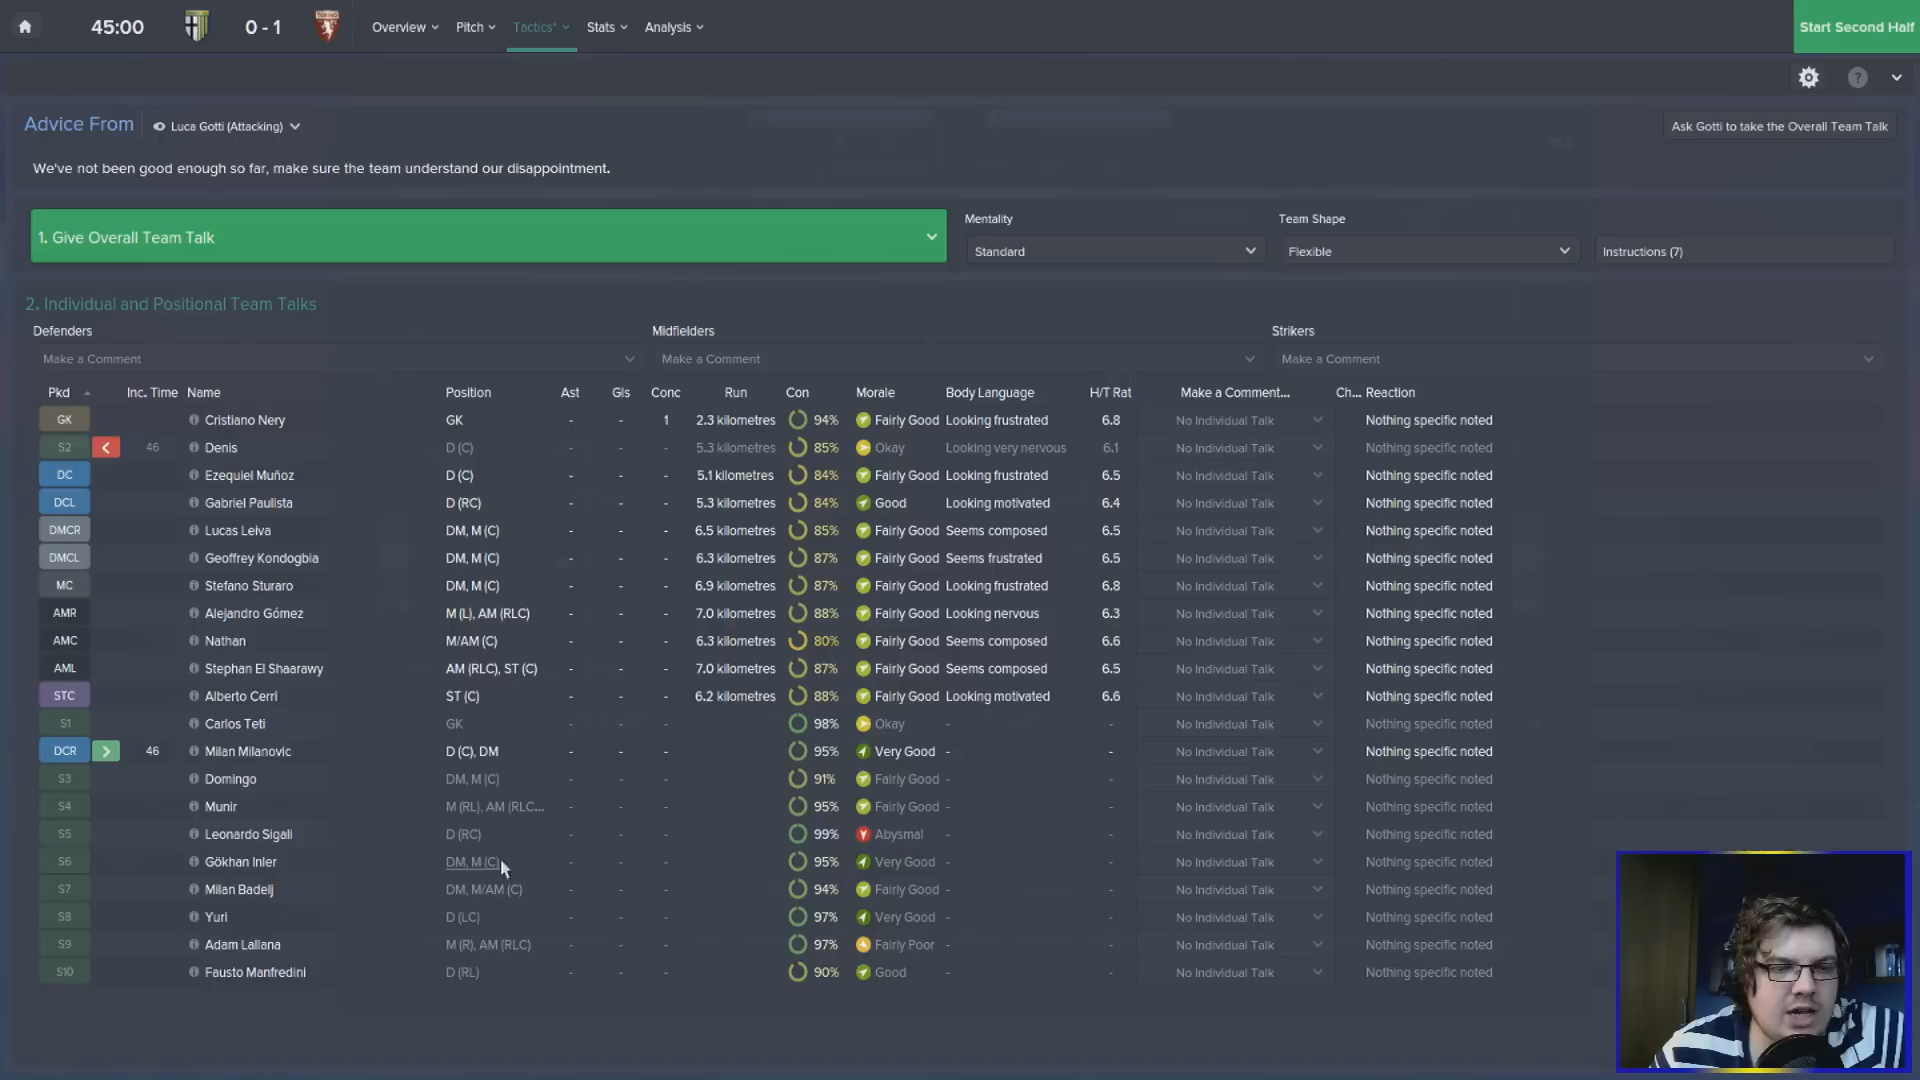 45:00 0 - 1 Overview Pitch Tactics* Stats Analysis Start Second Half
Advice From Luca Gotti (Attacking) Ask Gotti to take the Overall Team Talk
We've not been good enough so far, make sure the team understand our disappointment.
Mentality Team Shape
1. Give Overall Team Talk Standard Flexible Instructions (7)
2. Individual and Positional Team Talks
Defenders Midfielders Strikers
Make a Comment Make a Comment Make a Comment
Pkd Inc. Time Name Position Ast Gls Conc Run Con Morale Body Language H/T Rat Make a Comment... Ch... Reaction
GK Cristiano Nery GK - - 1 2.3 kilometres 94% Fairly Good Looking frustrated 6.8 No Individual Talk Nothing specific noted
S2 46 Denis D (C) - - - 5.3 kilometres 85% Okay Looking very nervous 6.1 No Individual Talk Nothing specific noted
DC Ezequiel Muñoz D (C) - - - 5.1 kilometres 84% Fairly Good Looking frustrated 6.5 No Individual Talk Nothing specific noted
DCL Gabriel Paulista D (RC) - - - 5.3 kilometres 84% Good Looking motivated 6.4 No Individual Talk Nothing specific noted
DMCR Lucas Leiva DM, M (C) - - - 6.5 kilometres 85% Fairly Good Seems composed 6.5 No Individual Talk Nothing specific noted
DMCL Geoffrey Kondogbia DM, M (C) - - - 6.3 kilometres 87% Fairly Good Seems frustrated 6.5 No Individual Talk Nothing specific noted
MC Stefano Sturaro DM, M (C) - - - 6.9 kilometres 87% Fairly Good Looking frustrated 6.8 No Individual Talk Nothing specific noted
AMR Alejandro Gómez M (L), AM (RLC) - - - 7.0 kilometres 88% Fairly Good Looking nervous 6.3 No Individual Talk Nothing specific noted
AMC Nathan M/AM (C) - - - 6.3 kilometres 80% Fairly Good Seems composed 6.6 No Individual Talk Nothing specific noted
AML Stephan El Shaarawy AM (RLC), ST (C) - - - 7.0 kilometres 87% Fairly Good Seems composed 6.5 No Individual Talk Nothing specific noted
STC Alberto Cerri ST (C) - - - 6.2 kilometres 88% Fairly Good Looking motivated 6.6 No Individual Talk Nothing specific noted
S1 Carlos Teti GK - - - 98% Okay - - No Individual Talk Nothing specific noted
DCR 46 Milan Milanovic D (C), DM - - - 95% Very Good - - No Individual Talk Nothing specific noted
S3 Domingo DM, M (C) - - - 91% Fairly Good - - No Individual Talk Nothing specific noted
S4 Munir M (RL), AM (RLC... - - - 95% Fairly Good - - No Individual Talk Nothing specific noted
S5 Leonardo Sigali D (RC) - - - 99% Abysmal - - No Individual Talk Nothing specific noted
S6 Gökhan Inler DM, M (C) - - - 95% Very Good - - No Individual Talk Nothing specific noted
S7 Milan Badelj DM, M/AM (C) - - - 94% Fairly Good - - No Individual Talk Nothing specific noted
S8 Yuri D (LC) - - - 97% Very Good - - No Individual Talk Nothing specific noted
S9 Adam Lallana M (R), AM (RLC) - - - 97% Fairly Poor - - No Individual Talk Nothing specific noted
S10 Fausto Manfredini D (RL) - - - 90% Good - - No Individual Talk Nothing specific noted